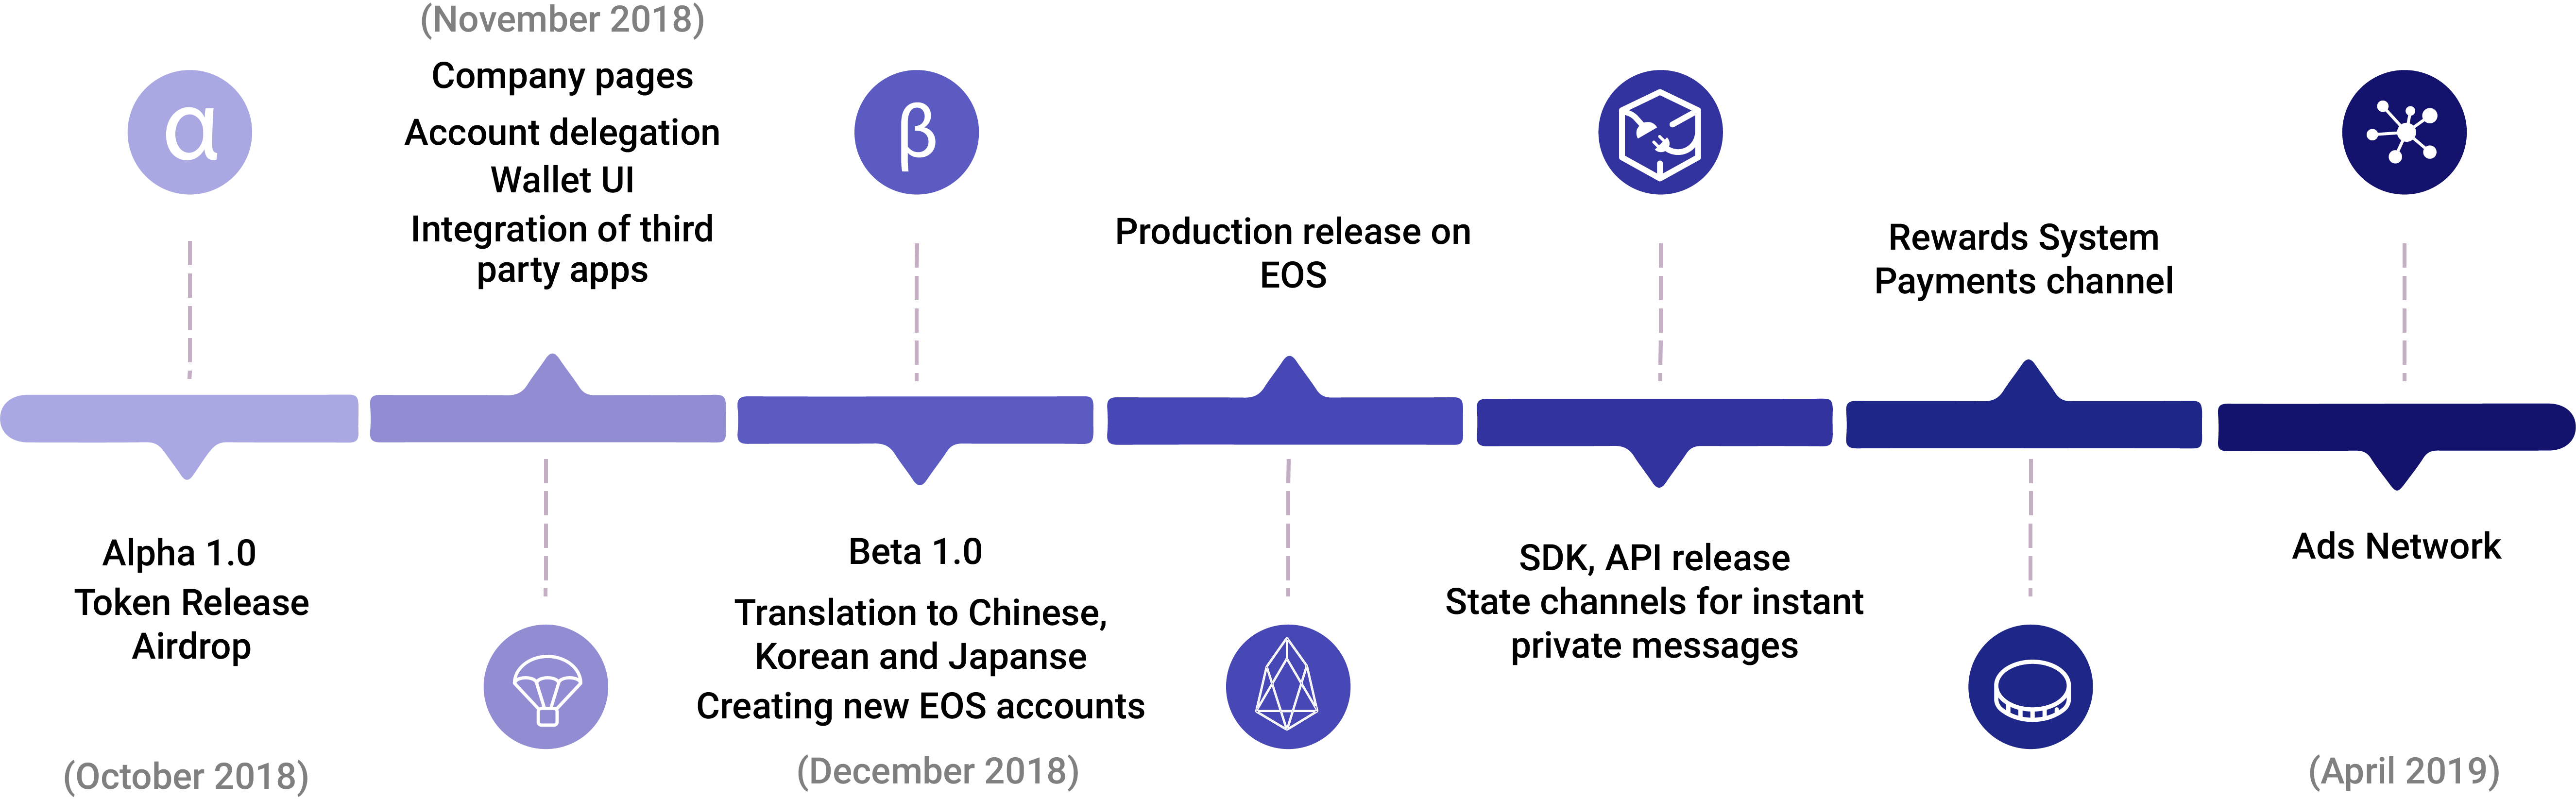 α
Alpha 1.0
Token Release
Airdrop
(October 2018)
(November 2018)
Company pages
Account delegation
Wallet UI
Integration of third
party apps
β
Beta 1.0
Translation to Chinese,
Korean and Japanse
Creating new EOS accounts
(December 2018)
Production release on
EOS
SDK, API release
State channels for instant
private messages
Rewards System
Payments channel
Ads Network
(April 2019)